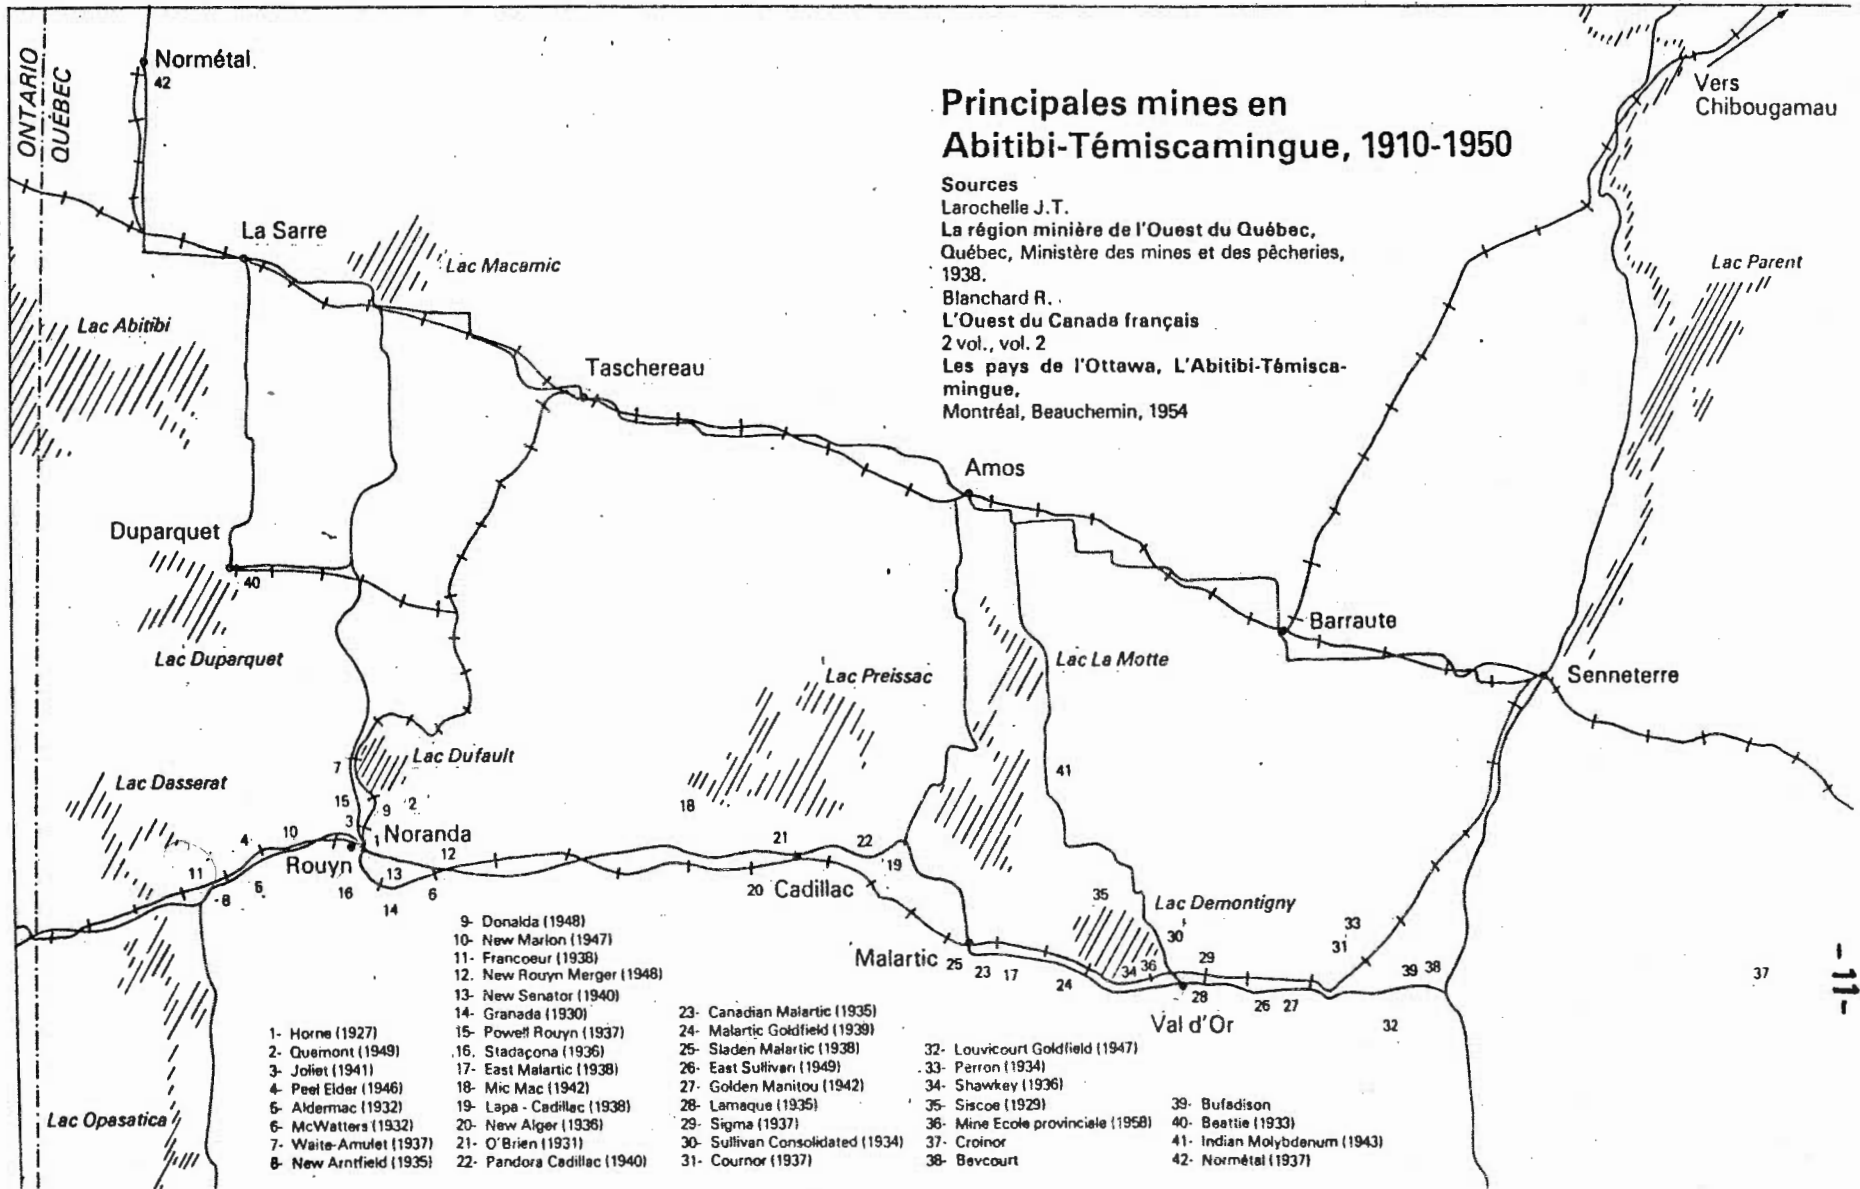 ONTARIO
QUÉBEC
Normétal
42
Principales mines en
Abitibi-Témiscamingue, 1910-1950
Sources
Larochelle J.T.
La région minière de l'Ouest du Québec,
Québec, Ministère des mines et des pêcheries,
1938.
Blanchard R.
L'Ouest du Canada français
2 vol., vol. 2
Les pays de l'Ottawa, L'Abitibi-Témisca-
mingue,
Montréal, Beauchemin, 1954
Vers
Chibougamau
La Sarre
Lac Macamic
Lac Parent
Lac Abitibi
Taschereau
Amos
Duparquet
40
Lac Duparquet
Barraute
Lac La Motte
Senneterre
Lac Preissac
Lac Dufault
7
Lac Dasserat
41
15
9
2
18
3
Noranda
1
4
10
Rouyn
12
21
22
19
11
8
5
16
13
14
6
20
Cadillac
35
Lac Demontigny
30
33
31
29
Malartic
25
23
17
24
34
36
28
Val d'Or
26
27
39
38
32
37
-11-
Lac Opasatica
1- Horne (1927)
2- Quemont (1949)
3- Joliet (1941)
4- Peel Elder (1946)
5- Aldermac (1932)
6- McWatters (1932)
7- Waite-Amulet (1937)
8- New Arntfield (1935)
9- Donalda (1948)
10- New Marlon (1947)
11- Francoeur (1938)
12. New Rouyn Merger (1948)
13- New Senator (1940)
14- Granada (1930)
15- Powell Rouyn (1937)
16. Stadacona (1936)
17- East Malartic (1938)
18- Mic Mac (1942)
19- Lapa - Cadillac (1938)
20- New Alger (1936)
21- O'Brien (1931)
22- Pandora Cadillac (1940)
23- Canadian Malartic (1935)
24- Malartic Goldfield (1939)
25- Sladen Malartic (1938)
26- East Sullivan (1949)
27- Golden Manitou (1942)
28- Lamaque (1935)
29- Sigma (1937)
30- Sullivan Consolidated (1934)
31- Cournor (1937)
32- Louvicourt Goldfield (1947)
33- Perron (1934)
34- Shawkey (1936)
35- Siscoe (1929)
36- Mine Ecole provinciale (1958)
37- Croinor
38- Bevcourt
39- Bufadison
40- Beattie (1933)
41- Indian Molybdenum (1943)
42- Normétal (1937)